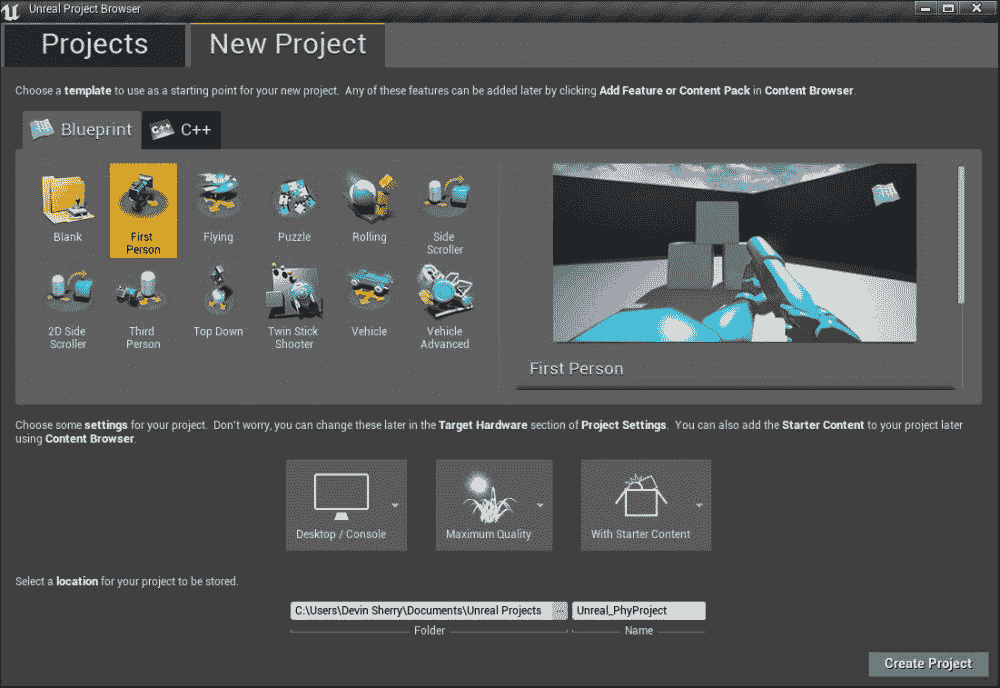 Unreal Project Browser
Projects
New Project
Choose a template to use as a starting point for your new project. Any of these features can be added later by clicking Add Feature or Content Pack in Content Browser.
Blueprint
C++
C++
Blank
First
Person
Flying
Puzzle
Rolling
Side
Scroller
2D Side
Scroller
Third
Person
Top Down
Twin Stick
Shooter
Vehicle
Vehicle
Advanced
First Person
Choose some settings for your project. Don't worry, you can change these later in the Target Hardware section of Project Settings. You can also add the Starter Content to your project later
using Content Browser.
Desktop / Console
Maximum Quality
With Starter Content
Select a location for your project to be stored.
C:\Users\Devin Sherry\Documents\Unreal Projects
...
Unreal_PhyProject
Folder
Name
Create Project